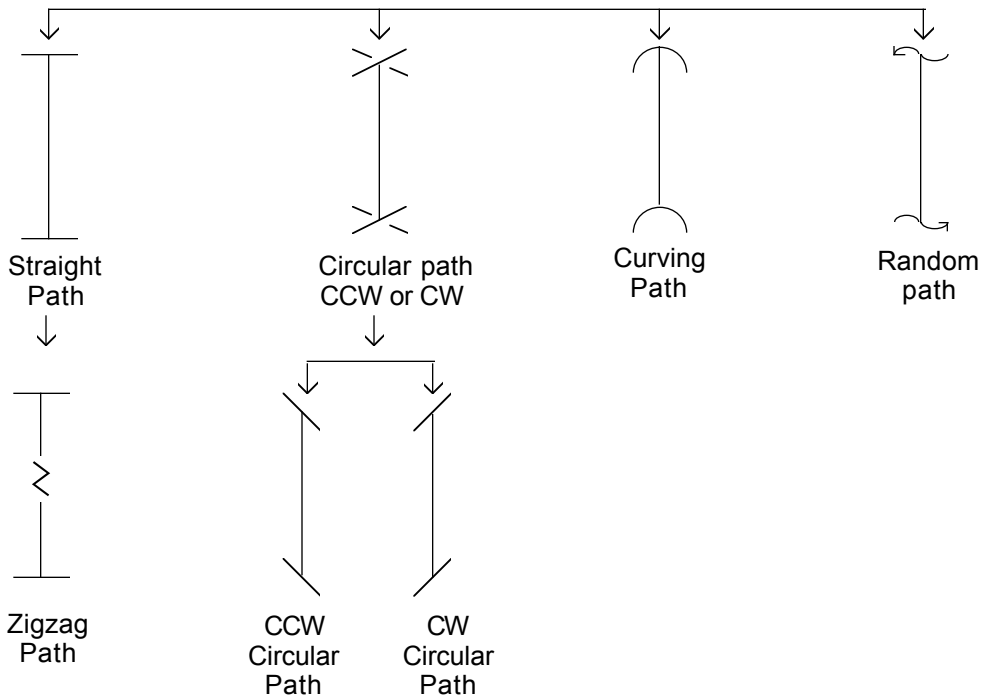 Straight
Path
Circular path
CCW or CW
Curving
Path
Random
path
Zigzag
Path
CCW
Circular
Path
CW
Circular
Path